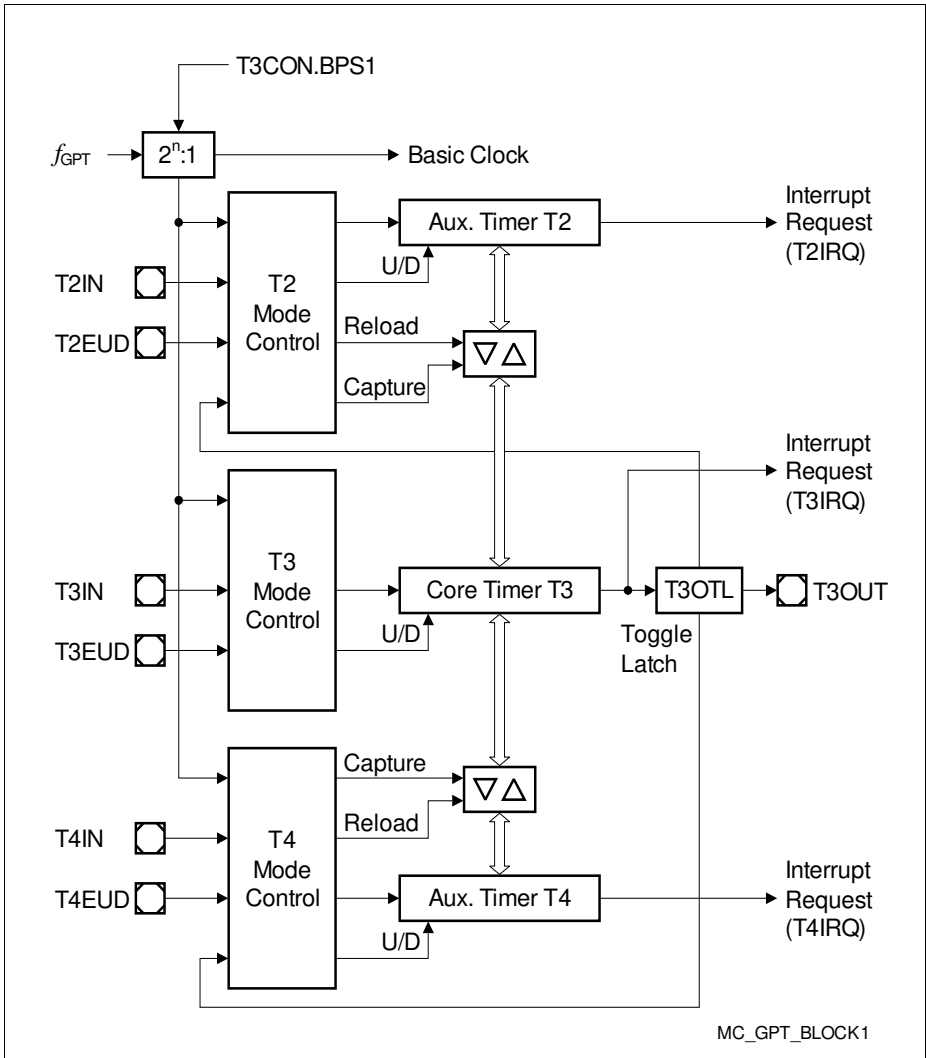 T3CON.BPS1
fGPT
2n:1
Basic Clock
Interrupt
Request
(T2IRQ)
Aux. Timer T2
U/D
T2IN
T2
Mode
Control
T2EUD
Reload
Capture
Interrupt
Request
(T3IRQ)
T3
Mode
Control
T3IN
Core Timer T3
T3OTL
T3OUT
U/D
T3EUD
Toggle
Latch
Capture
T4IN
Reload
T4
Mode
Control
T4EUD
Aux. Timer T4
U/D
Interrupt
Request
(T4IRQ)
MC_GPT_BLOCK1